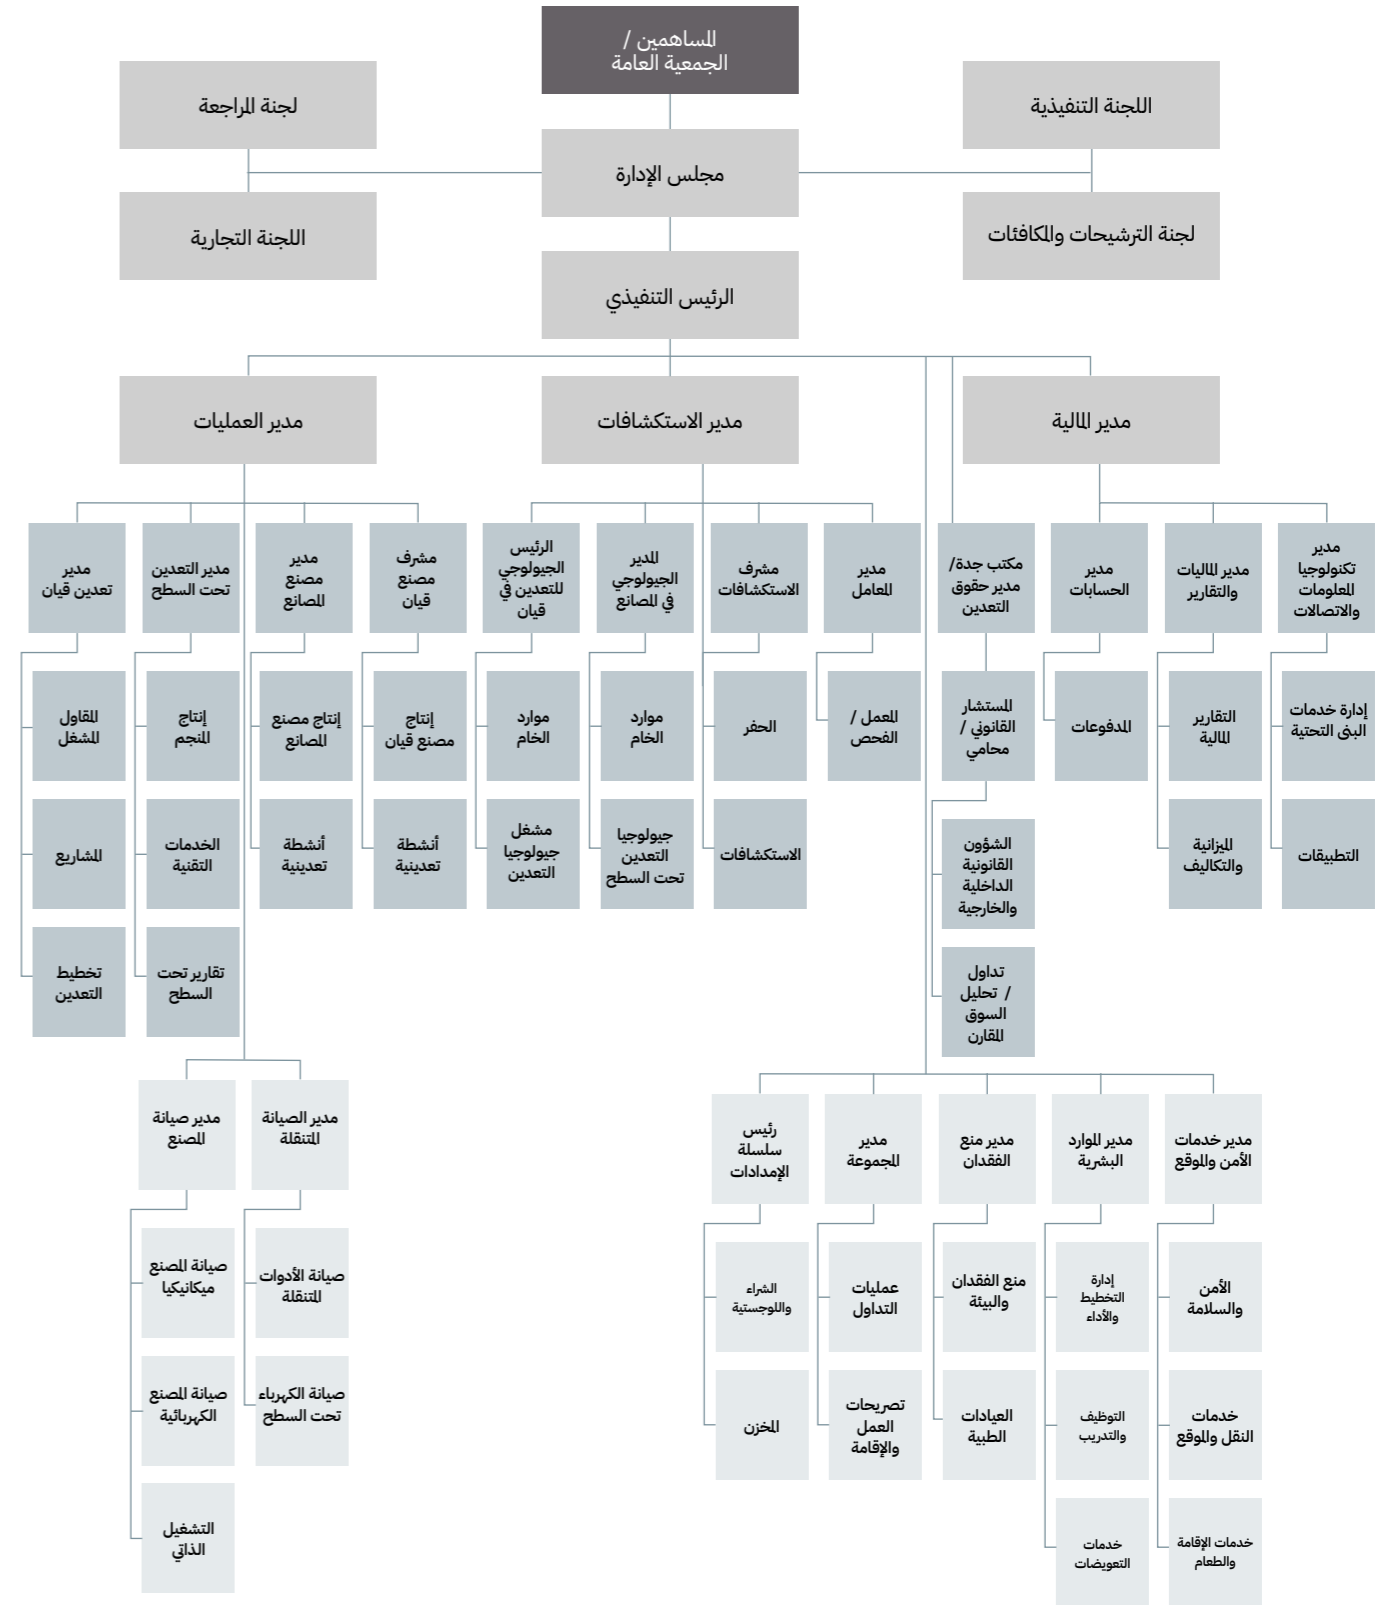 المساهمين /
الجمعية العامة
اللجنة التنفيذية
لجنة المراجعة
مجلس الإدارة
لجنة الترشيحات والمكافئات
اللجنة التجارية
الرئيس التنفيذي
مدير المالية
مدير الاستكشافات
مدير العمليات
مدير
تكنولوجيا
المعلومات
والاتصالات
مدير الماليات
والتقارير
مدير
الحسابات
مكتب جدة/
مدير حقوق
التعدين
مدير
المعامل
مشرف
الاستكشافات
المدير
الجيولوجي
في المصانع
الرئيس
الجيولوجي
للتعدين في
قيان
مشرف
مصنع
قيان
مدير
مصنع
المصانع
مدير التعدين
تحت السطح
مدير
تعدين قيان
إدارة خدمات
البنى التحتية
التقارير
المالية
المدفوعات
المستشار
القانوني /
محامي
المعمل /
الفحص
الحفر
موارد
الخام
موارد
الخام
إنتاج
مصنع قيان
إنتاج مصنع
المصانع
إنتاج
المنجم
المقاول
المشغل
التطبيقات
الميزانية
والتكاليف
الشؤون
القانونية
الداخلية
والخارجية
الاستكشافات
جيولوجيا
التعدين
تحت السطح
مشغل
جيولوجيا
التعدين
أنشطة
تعدينية
أنشطة
تعدينية
الخدمات
التقنية
المشاريع
تداول
/ تحليل
السوق
المقارن
تقارير تحت
السطح
تخطيط
التعدين
مدير خدمات
الأمن والموقع
مدير الموارد
البشرية
مدير منع
الفقدان
مدير
المجموعة
رئيس
سلسلة
الإمدادات
مدير الصيانة
المتنقلة
مدير صيانة
المصنع
الأمن
والسلامة
إدارة
التخطيط
والأداء
منع الفقدان
والبيئة
عمليات
التداول
الشراء
واللوجستية
صيانة الأدوات
المتنقلة
صيانة المصنع
ميكانيكيا
خدمات
النقل والموقع
التوظيف
والتدريب
العيادات
الطبية
تصريحات
العمل
والإقامة
المخزن
صيانة الكهرباء
تحت السطح
صيانة المصنع
الكهربائية
خدمات الإقامة
والطعام
خدمات
التعويضات
التشغيل
الذاتي